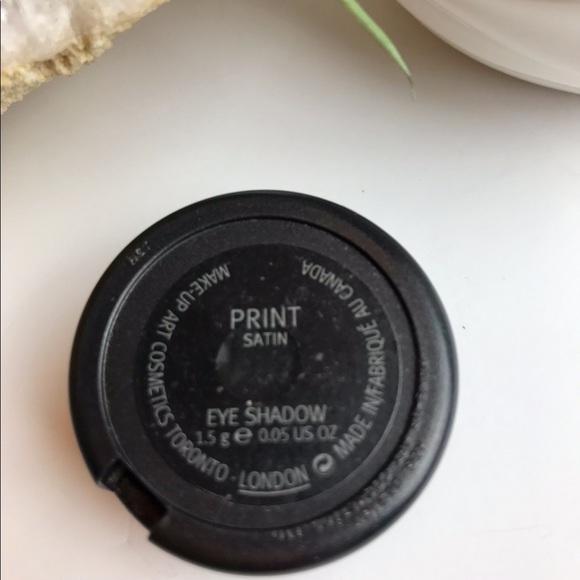 PRINT
SATIN
EYE SHADOW
1.5 g e 0.05 US OZ
MAKE-UP ART COSMETICS TORONTO · LONDON
MADE IN/FABRIQUÉ AU CANADA